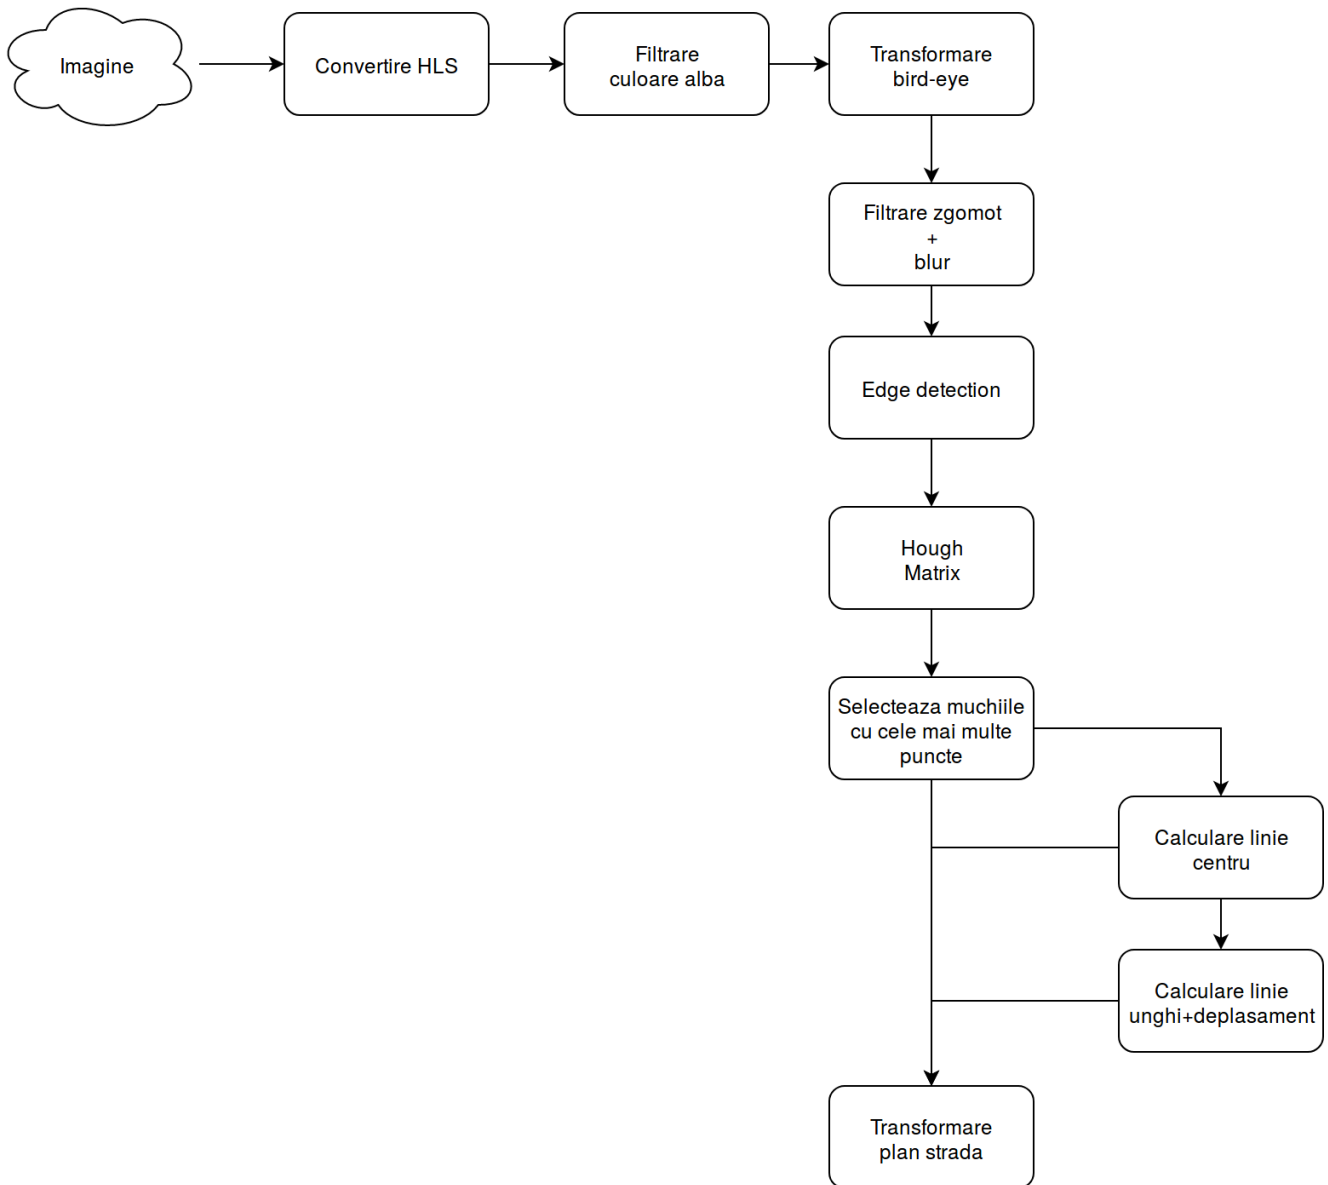 Imagine
Convertire HLS
Filtrare
culoare alba
Transformare
bird-eye
Filtrare zgomot
+
blur
Edge detection
Hough
Matrix
Selecteaza muchiile
cu cele mai multe
puncte
Calculare linie
centru
Calculare linie
unghi+deplasament
Transformare
plan strada